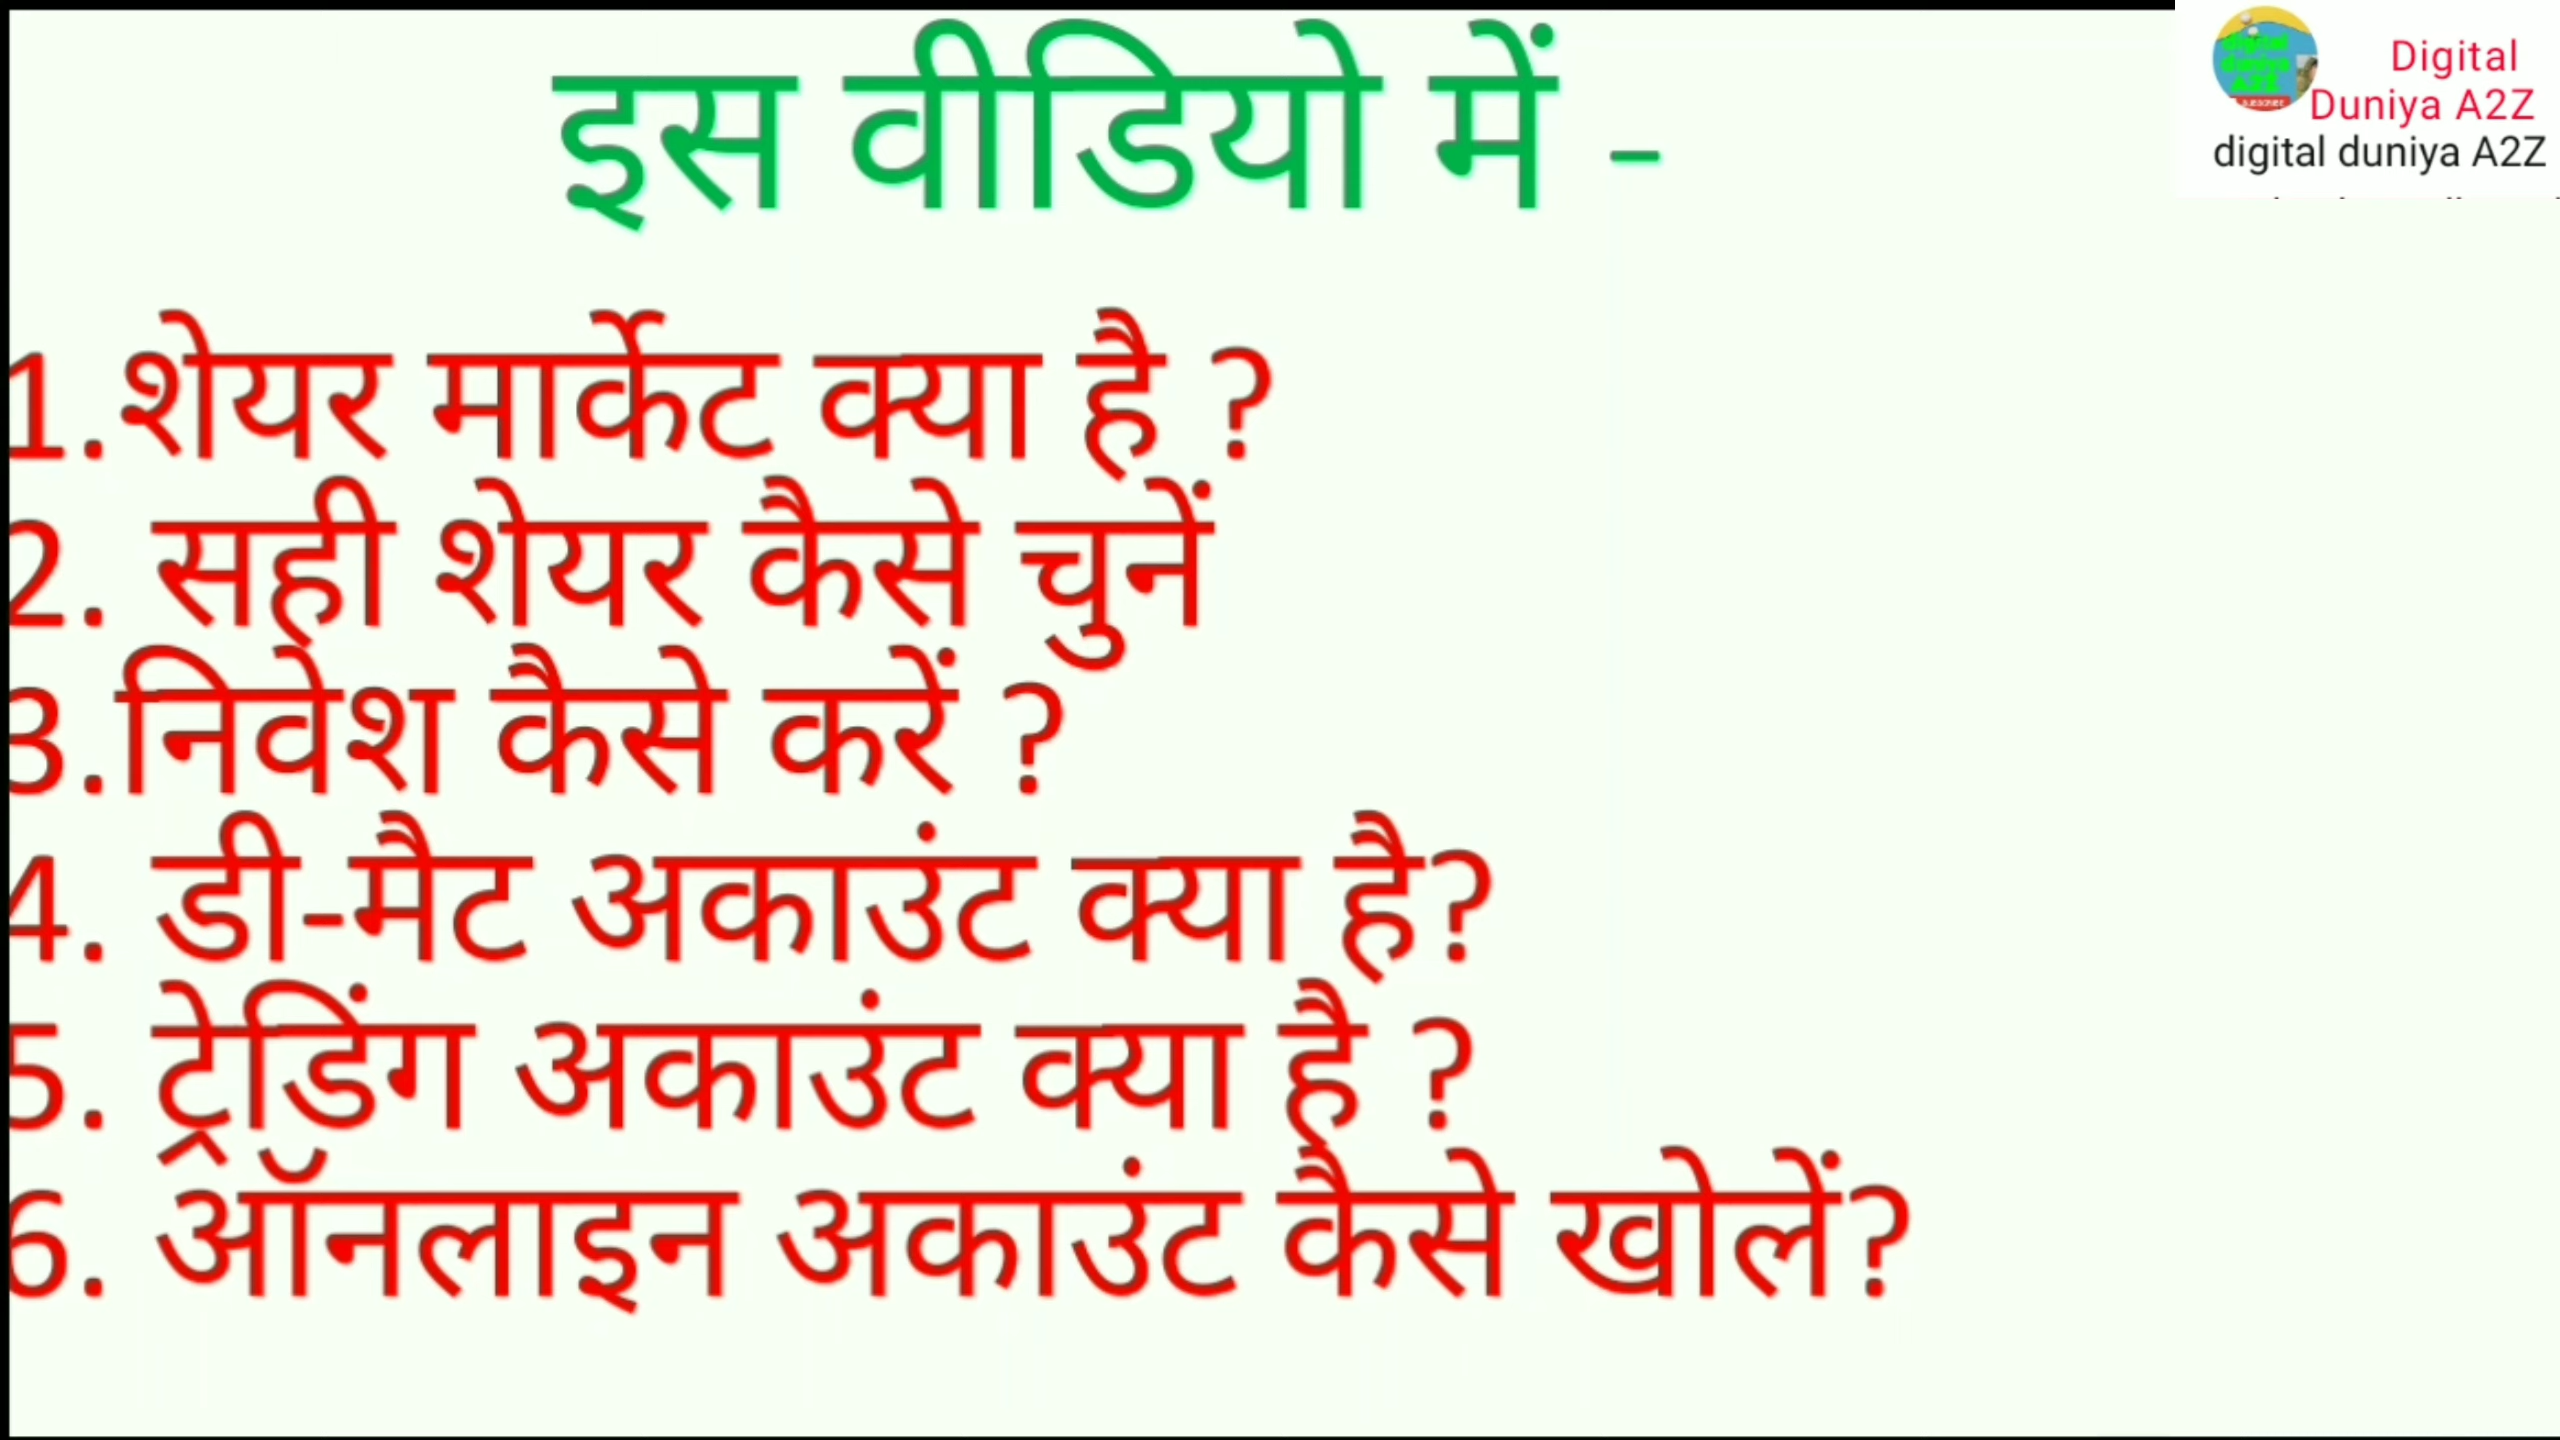 इस वीडियो में -
Digital
Duniya A2Z
digital duniya A2Z
1.शेयर मार्केट क्या है ?
2. सही शेयर कैसे चुनें
3.निवेश कैसे करें ?
4. डी-मैट अकाउंट क्या है?
5. ट्रेडिंग अकाउंट क्या है ?
6. ऑनलाइन अकाउंट कैसे खोलें?